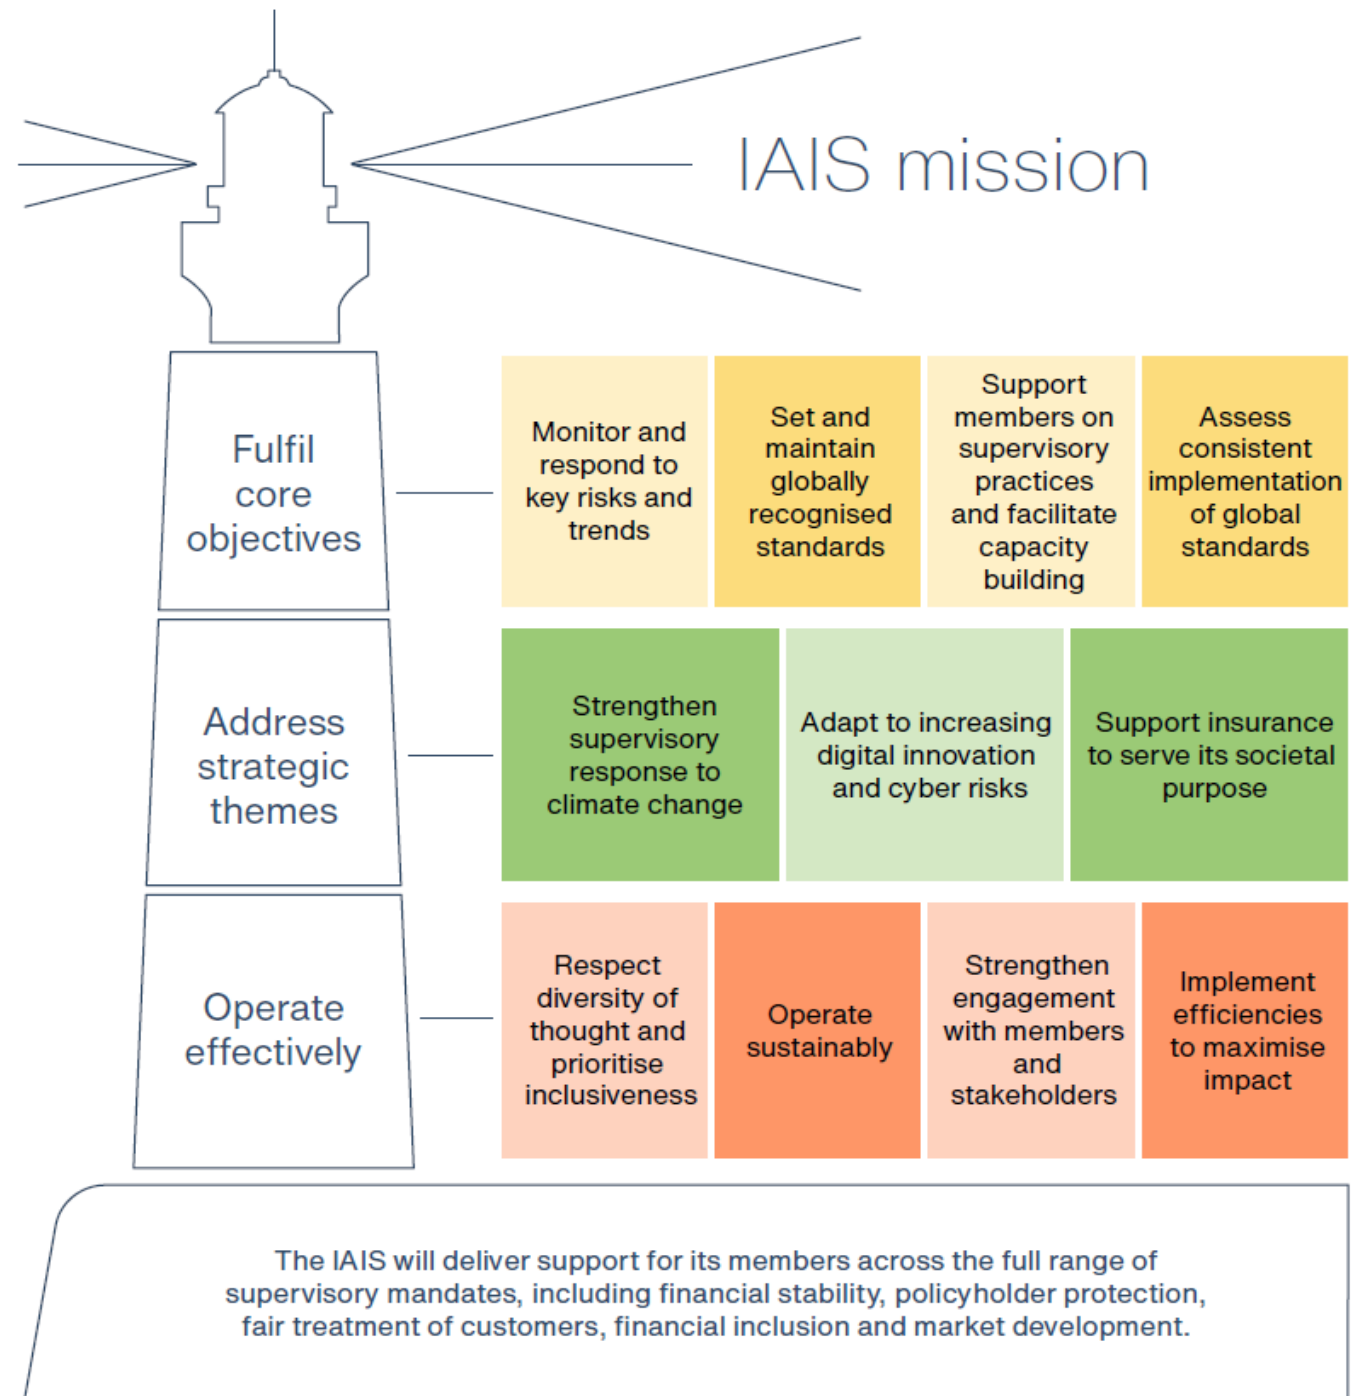 IAIS mission
Fulfil
core
objectives
Monitor and
respond to
key risks and
trends
Set and
maintain
globally
recognised
standards
Support
members on
supervisory
practices
and facilitate
capacity
building
Assess
consistent
implementation
of global
standards
Address
strategic
themes
Strengthen
supervisory
response to
climate change
Adapt to increasing
digital innovation
and cyber risks
Support insurance
to serve its societal
purpose
Operate
effectively
Respect
diversity of
thought and
prioritise
inclusiveness
Operate
sustainably
Strengthen
engagement
with members
and
stakeholders
Implement
efficiencies
to maximise
impact
The IAIS will deliver support for its members across the full range of
supervisory mandates, including financial stability, policyholder protection,
fair treatment of customers, financial inclusion and market development.